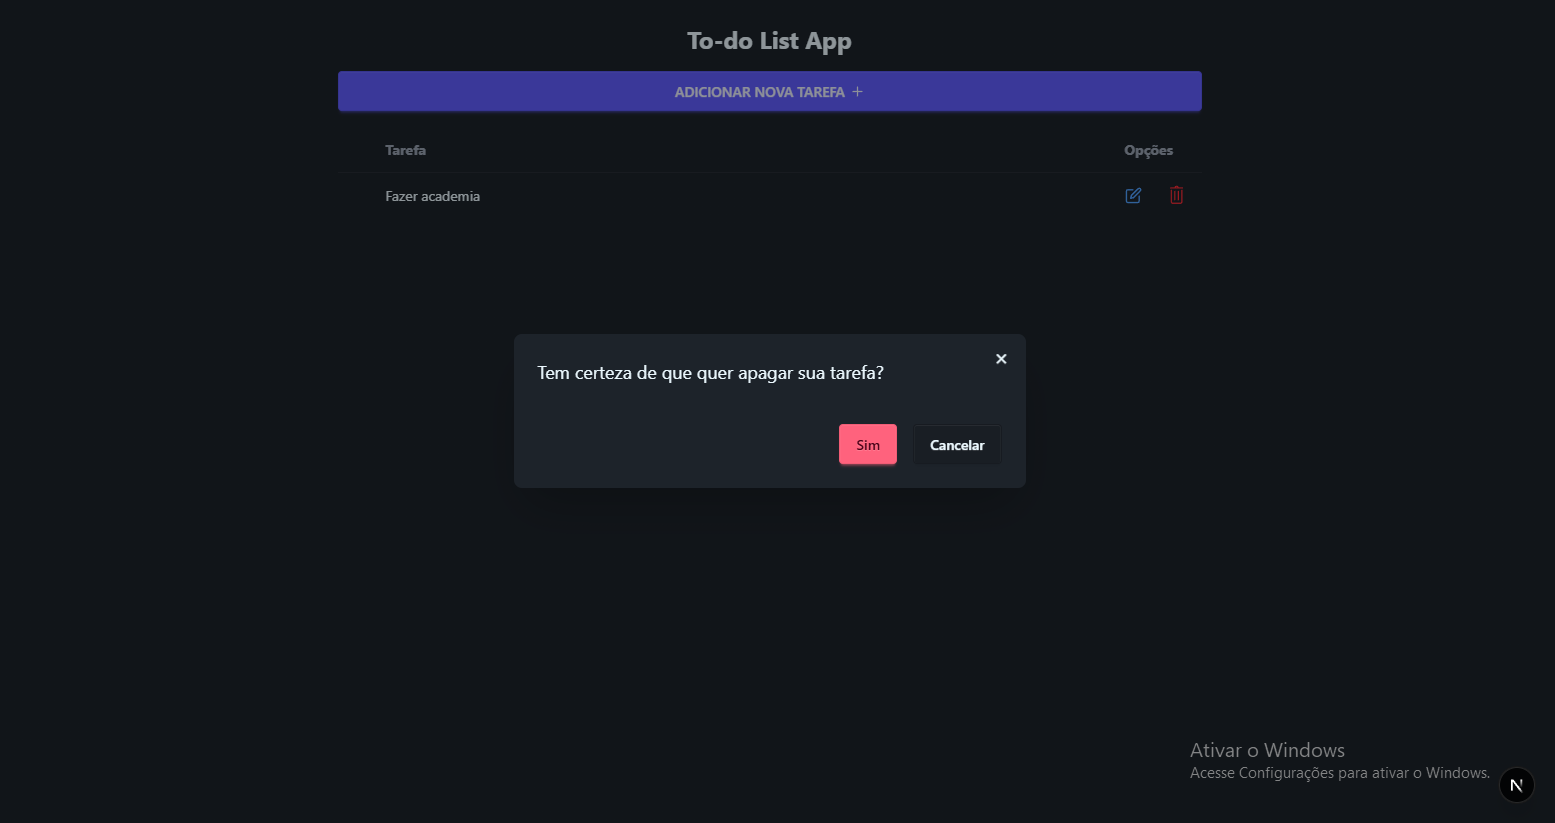 To-do List App
ADICIONAR NOVA TAREFA +
Tarefa Opções
Fazer academia
Tem certeza de que quer apagar sua tarefa?
Sim Cancelar
Ativar o Windows
Acesse Configurações para ativar o Windows.
N